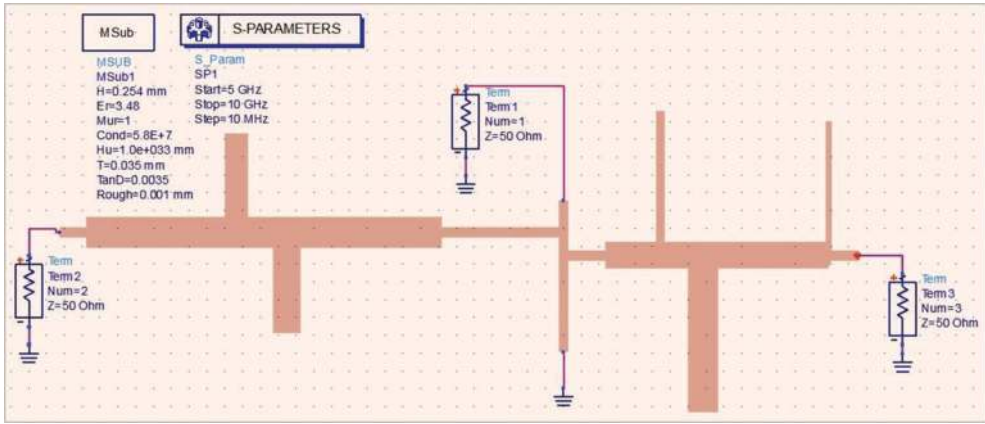 MSub
S-PARAMETERS
MSUB
MSub1
H=0.254 mm
Er=3.48
Mur=1
Cond=5.8E+7
Hu=1.0e+033 mm
T=0.035 mm
TanD=0.0035
Rough=0.001 mm
S_Param
SP1
Start=5 GHz
Stop=10 GHz
Step=10 MHz
Term
Term1
Num=1
Z=50 Ohm
Term
Term2
Num=2
Z=50 Ohm
Term
Term3
Num=3
Z=50 Ohm